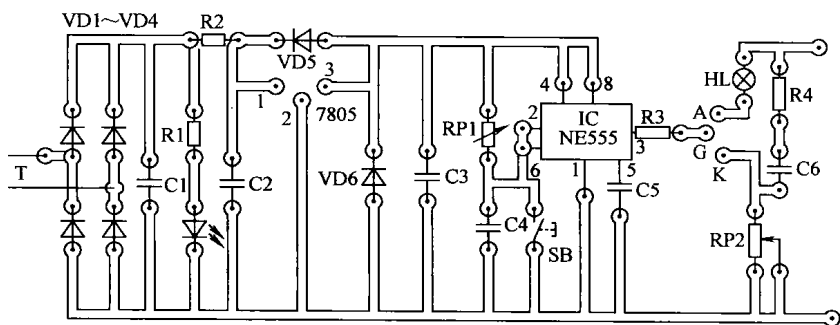 VD1～VD4
R2
VD5
1
3
2
7805
R1
T
C1
C2
VD6
C3
RP1
2
6
C4
SB
4
8
IC
NE555
3
1
5
C5
R3
HL
A
G
K
R4
C6
RP2